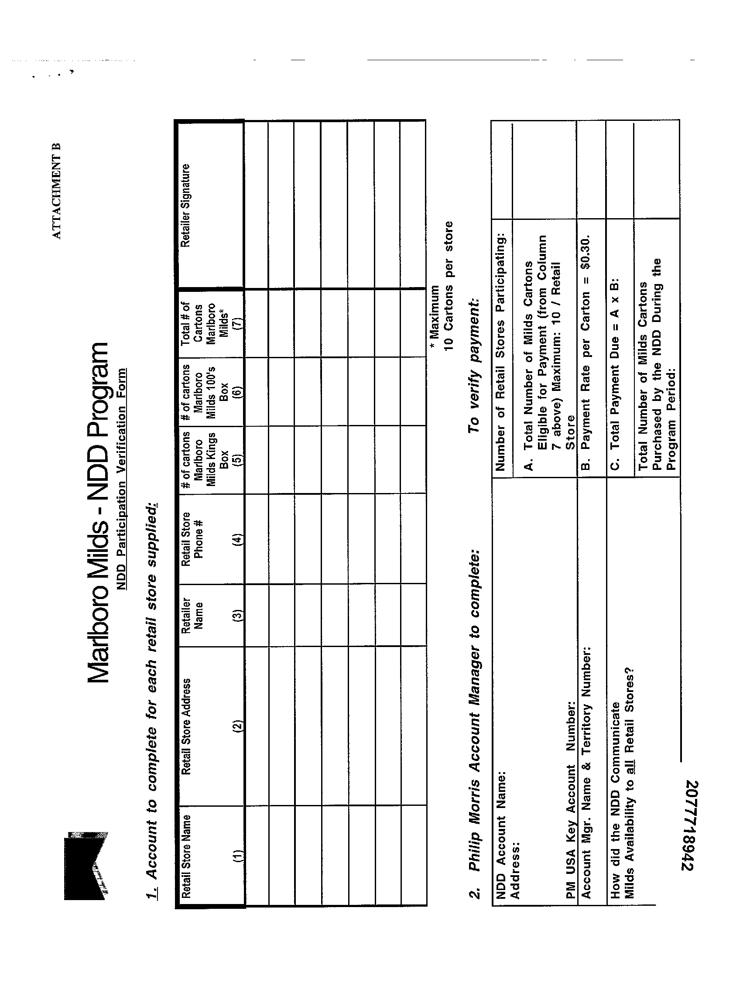 ATTACHMENT B
Marlboro Milds - NDD Program
NDD Participation Verification Form
1. Account to complete for each retail store supplied:
Retail Store Name
(1)
Retail Store Address
(2)
Retailer
Name
(3)
Retail Store
Phone #
(4)
# of cartons
Marlboro
Milds Kings
Box
(5)
# of cartons
Marlboro
Milds 100's
Box
(6)
Total # of
Cartons
Marlboro
Milds*
(7)
Retailer Signature
* Maximum
10 Cartons per store
2. Philip Morris Account Manager to complete:
To verify payment:
NDD Account Name:
Address:
PM USA Key Account Number:
Account Mgr. Name & Territory Number:
How did the NDD Communicate
Milds Availability to all Retail Stores?
Number of Retail Stores Participating:
A. Total Number of Milds Cartons
Eligible for Payment (from Column
7 above) Maximum: 10 / Retail
Store
B. Payment Rate per Carton = $0.30.
C. Total Payment Due = A x B:
Total Number of Milds Cartons
Purchased by the NDD During the
Program Period:
2077718942